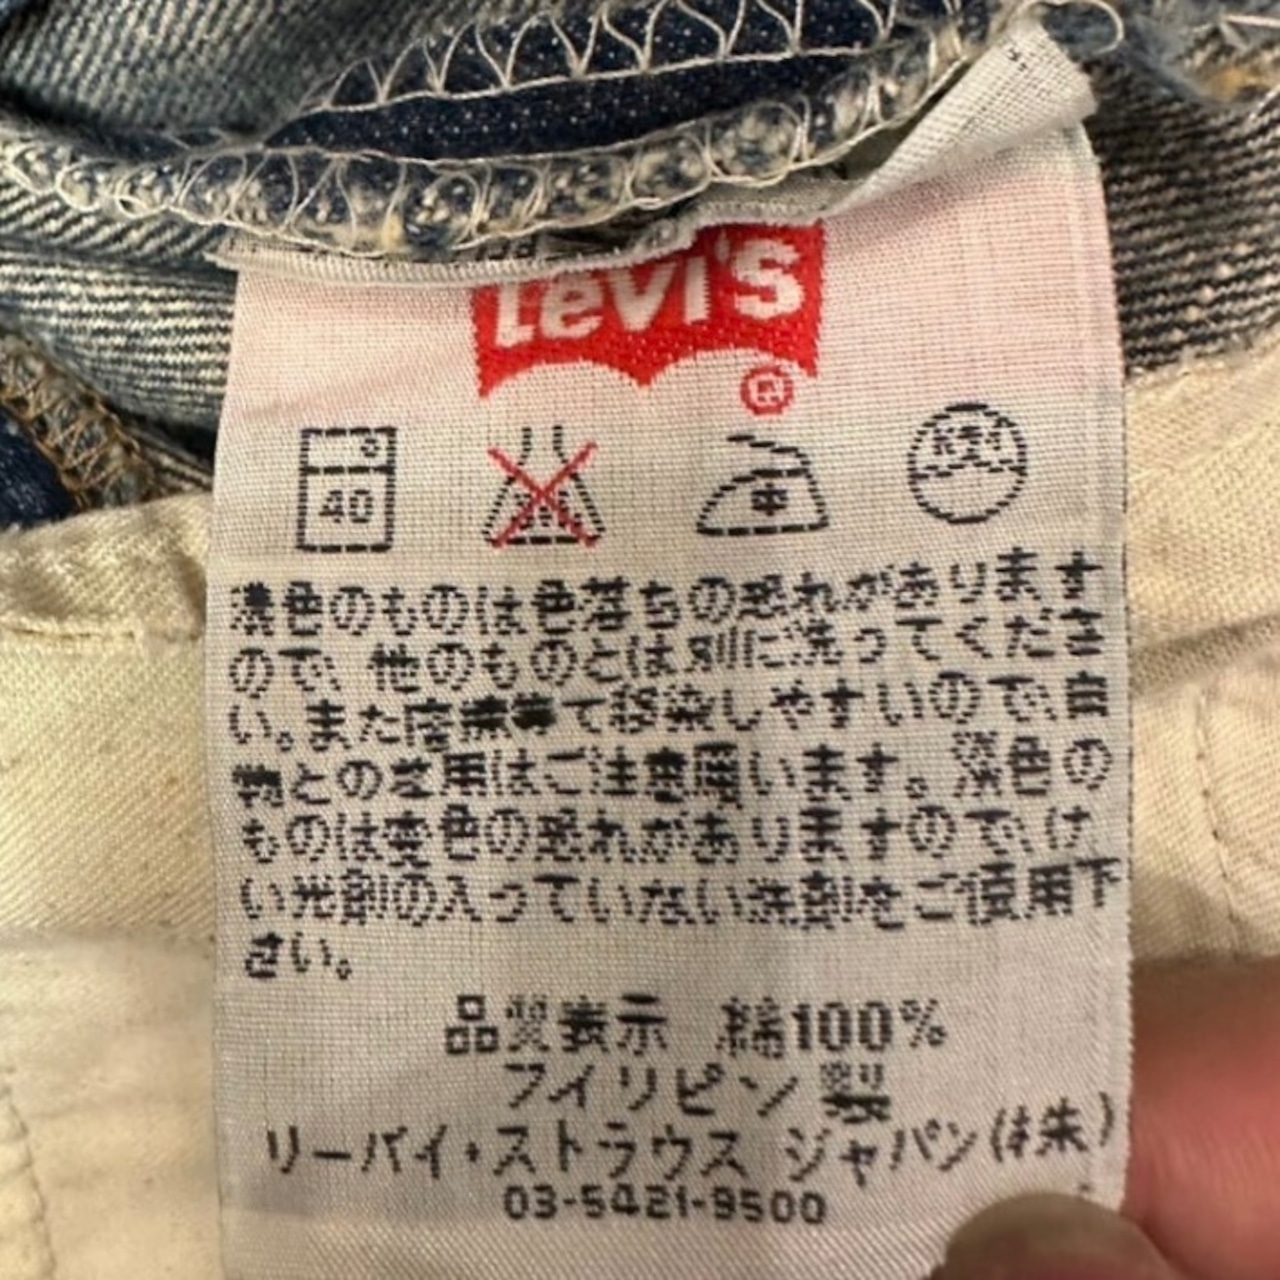 Levi's
®
40
中
ドライ
濃色のものは色落ちの恐れがあります
ので、他のものとは別に洗ってくださ
い。また摩擦等で移染しやすいので、白
物との着用はご注意願います。淡色の
ものは変色の恐れがありますので、け
い光剤の入っていない洗剤をご使用下
さい。
品質表示 綿100%
フィリピン製
リーバイ・ストラウス ジャパン(株)
03-5421-9500